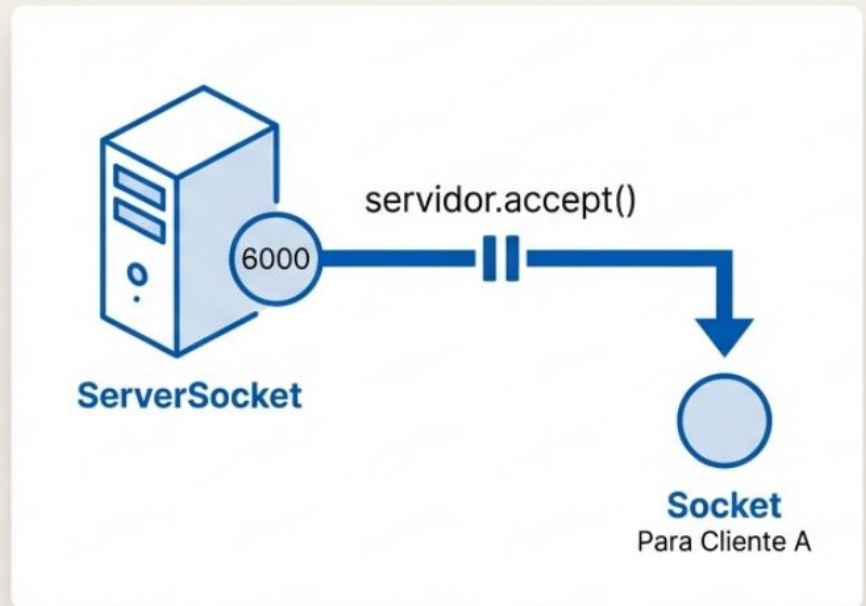 servidor.accept()
6000
ServerSocket
Socket
Para Cliente A